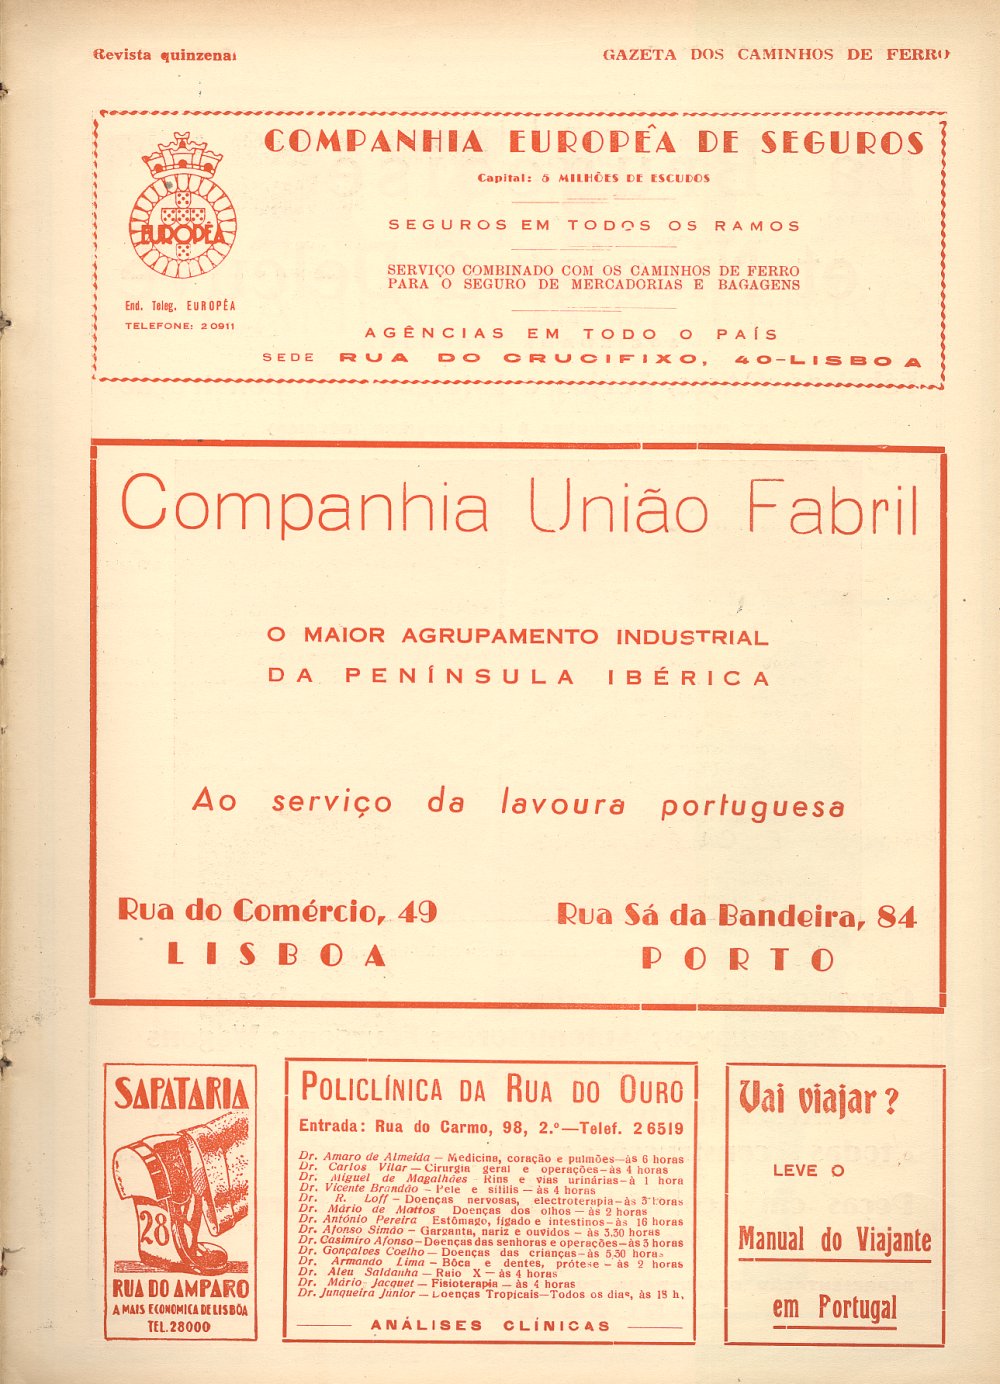 Revista quinzenal
GAZETA DOS CAMINHOS DE FERRO
COMPANHIA EUROPÊA DE SEGUROS
Capital: 5 MILHÕES DE ESCUDOS
SEGUROS EM TODOS OS RAMOS
SERVIÇO COMBINADO COM OS CAMINHOS DE FERRO
PARA O SEGURO DE MERCADORIAS E BAGAGENS
AGÊNCIAS EM TODO O PAÍS
SEDE RUA DO CRUCIFIXO, 40-LISBOA
EUROPÊA
End. Teleg. EUROPÊA
TELEFONE: 20911
Companhia União Fabril
O MAIOR AGRUPAMENTO INDUSTRIAL
DA PENÍNSULA IBÉRICA
Ao serviço da lavoura portuguesa
Rua do Comércio, 49
LISBOA
Rua Sá da Bandeira, 84
PORTO
SAPATARIA
28
RUA DO AMPARO
A MAIS ECONOMICA DE LISBÔA
TEL.28000
POLICLÍNICA DA RUA DO OURO
Entrada: Rua do Carmo, 98, 2.º—Telef. 26519
Dr. Amaro de Almeida — Medicina, coração e pulmões—às 6 horas
Dr. Carlos Vilar — Cirurgia geral e operações—às 4 horas
Dr. Miguel de Magalhães - Rins e vias urinárias—à 1 hora
Dr. Vicente Brandão - Pele e sífilis — às 4 horas
Dr. R. Loff - Doenças nervosas, electroterapia-às 3 horas
Dr. Mário de Mattos Doenças dos olhos — às 2 horas
Dr. António Pereira Estômago, fígado e intestinos—às 16 horas
Dr. Afonso Simão - Garganta, nariz e ouvidos - às 3,30 horas
Dr. Casimiro Afonso - Doenças das senhoras e operações—às 3 horas
Dr. Gonçalves Coelho — Doenças das crianças-às 5,30 horas
Dr. Armando Lima — Bôca e dentes, prótese - às 2 horas
Dr. Aleu Saldanha — Raio X — às 4 horas
Dr. Mário Jacquet — Fisioterapia — às 4 horas
Dr. Junqueira Júnior — Doenças Tropicais—Todos os dias, às 18 h.
ANÁLISES CLÍNICAS
Vai viajar?
LEVE O
Manual do Viajante
em Portugal